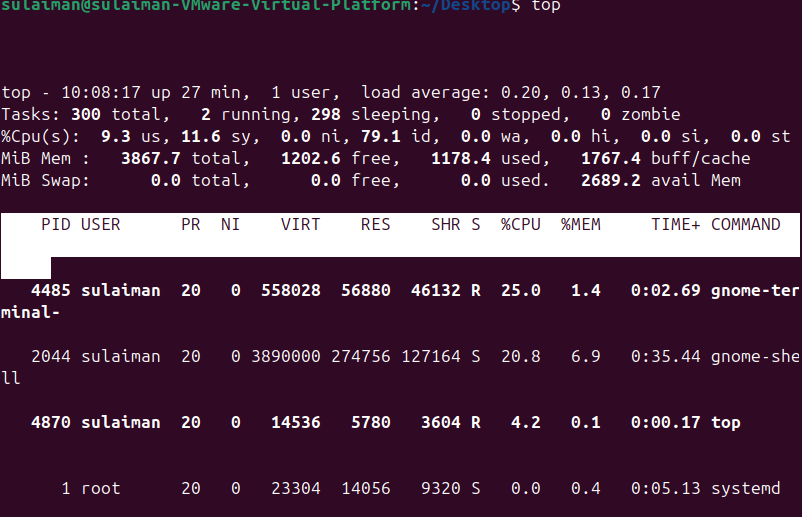 sulaiman@sulaiman-VMware-Virtual-Platform:~/Desktop$ top
top - 10:08:17 up 27 min,  1 user,  load average: 0.20, 0.13, 0.17
Tasks: 300 total,   2 running, 298 sleeping,   0 stopped,   0 zombie
%Cpu(s):  9.3 us, 11.6 sy,  0.0 ni, 79.1 id,  0.0 wa,  0.0 hi,  0.0 si,  0.0 st
MiB Mem :   3867.7 total,   1202.6 free,   1178.4 used,   1767.4 buff/cache
MiB Swap:      0.0 total,      0.0 free,      0.0 used.   2689.2 avail Mem
    PID USER      PR  NI    VIRT    RES    SHR S  %CPU  %MEM     TIME+ COMMAND
   4485 sulaiman  20   0  558028  56880  46132 R  25.0   1.4   0:02.69 gnome-ter
minal-
   2044 sulaiman  20   0 3890000 274756 127164 S  20.8   6.9   0:35.44 gnome-she
ll
   4870 sulaiman  20   0   14536   5780   3604 R   4.2   0.1   0:00.17 top
      1 root      20   0   23304  14056   9320 S   0.0   0.4   0:05.13 systemd